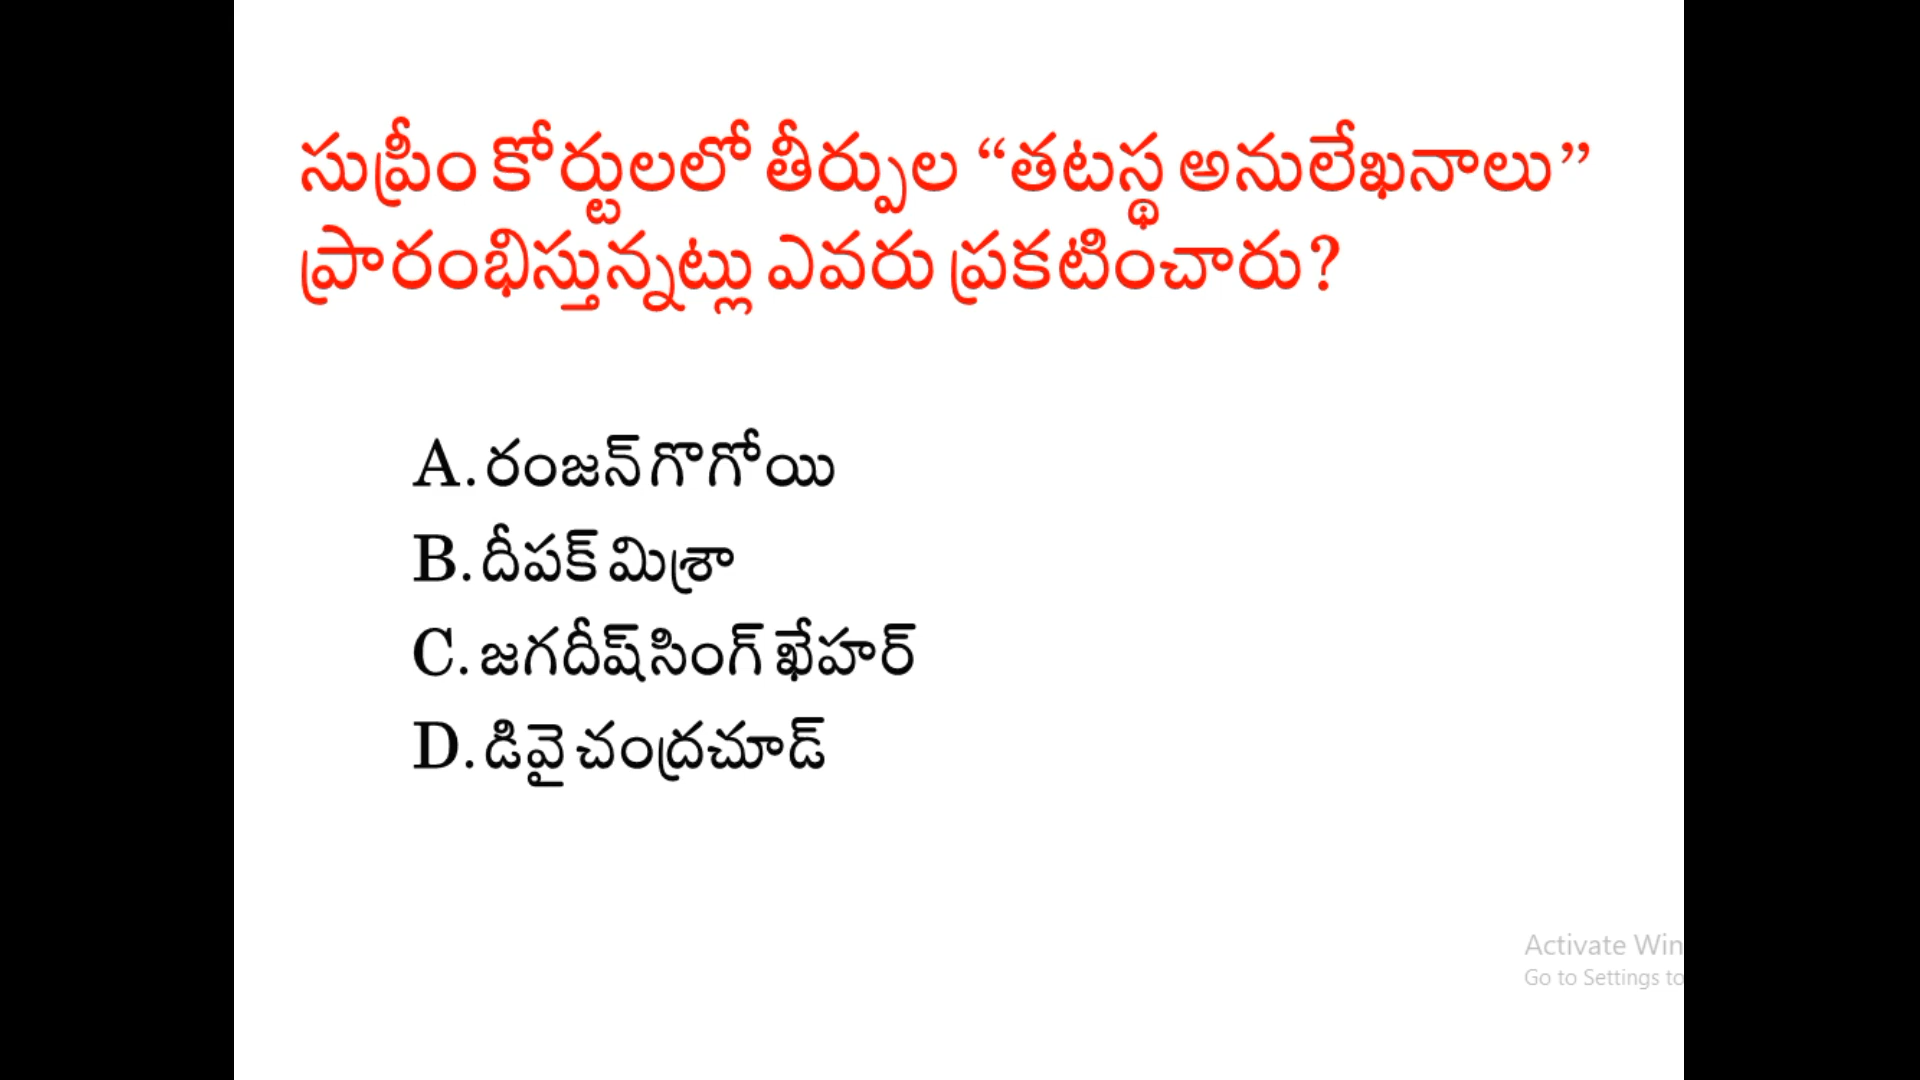 సుప్రీం కోర్టులలో తీర్పుల “తటస్థ అనులేఖనాలు”
ప్రారంభిస్తున్నట్లు ఎవరు ప్రకటించారు?
A. రంజన్ గొగోయి
B. దీపక్ మిశ్రా
C. జగదీష్‌సింగ్ ఖేహర్
D. డివై చంద్రచూడ్
Activate Win
Go to Settings to